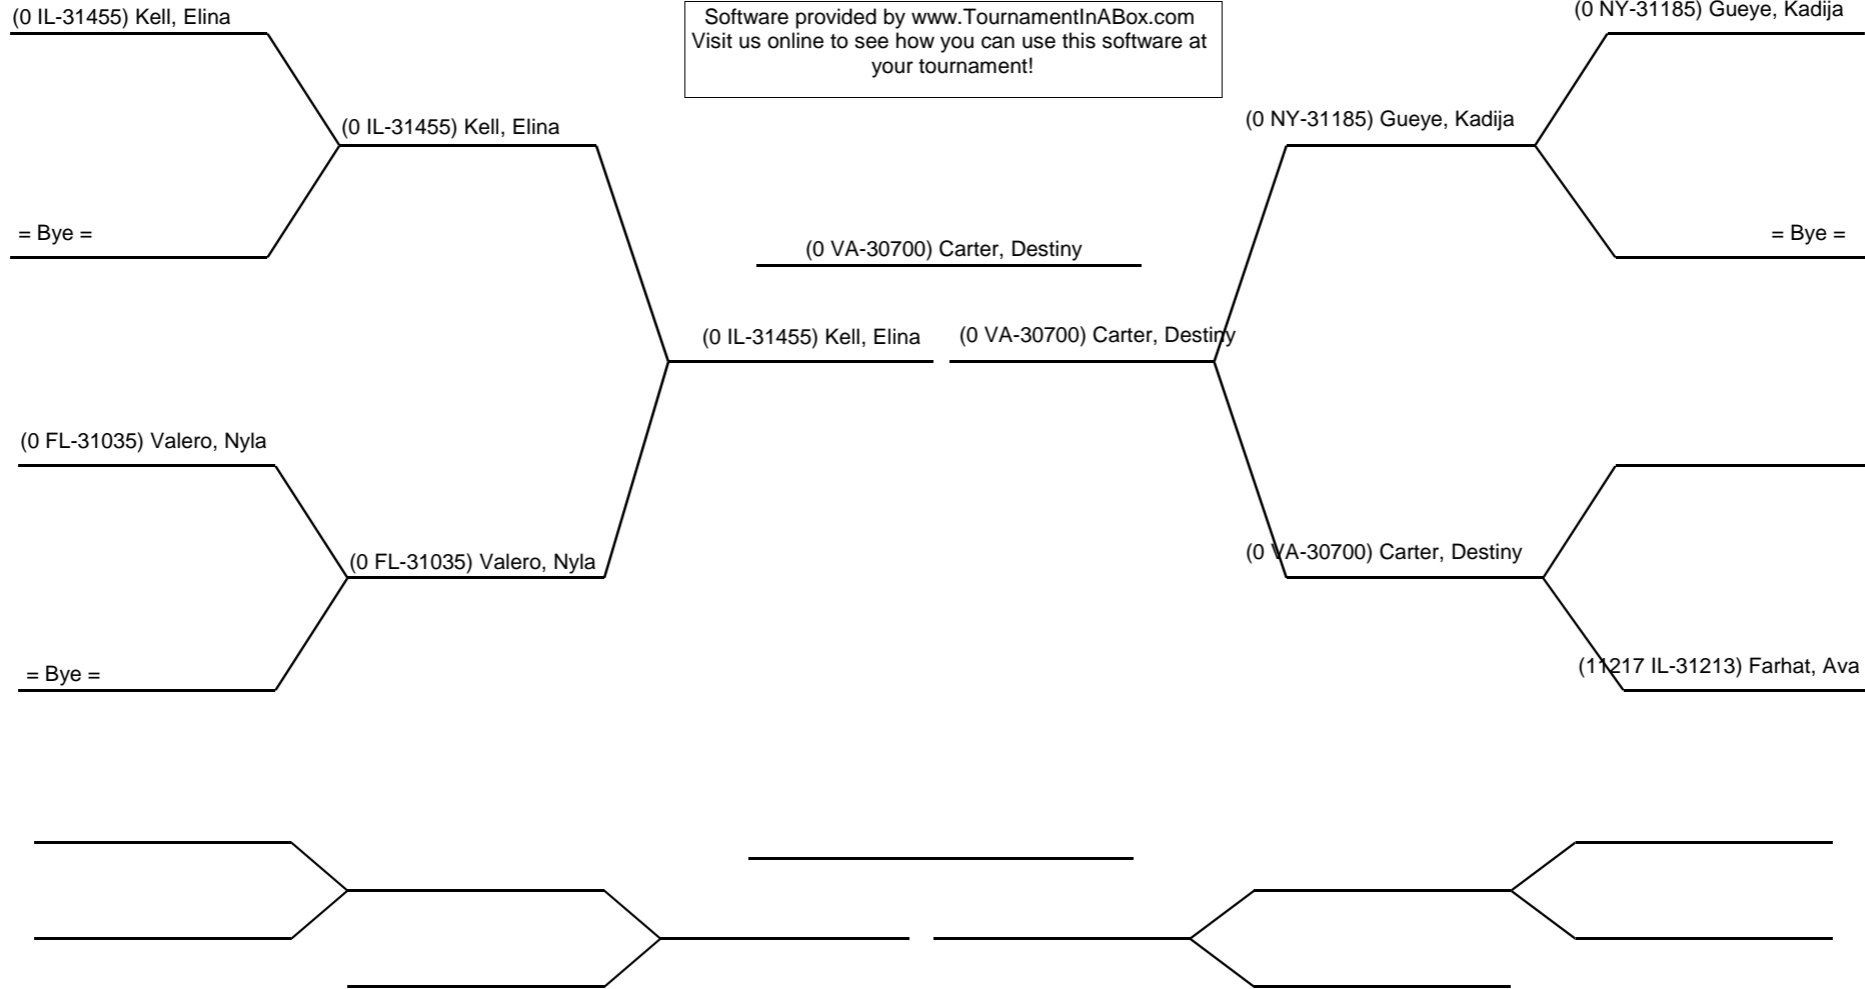 (0 IL-31455) Kell, Elina
Software provided by www.TournamentInABox.com
Visit us online to see how you can use this software at
your tournament!
(0 NY-31185) Gueye, Kadija
(0 IL-31455) Kell, Elina
(0 NY-31185) Gueye, Kadija
= Bye =
= Bye =
(0 VA-30700) Carter, Destiny
(0 IL-31455) Kell, Elina
(0 VA-30700) Carter, Destiny
(0 FL-31035) Valero, Nyla
(0 FL-31035) Valero, Nyla
(0 VA-30700) Carter, Destiny
= Bye =
(11217 IL-31213) Farhat, Ava